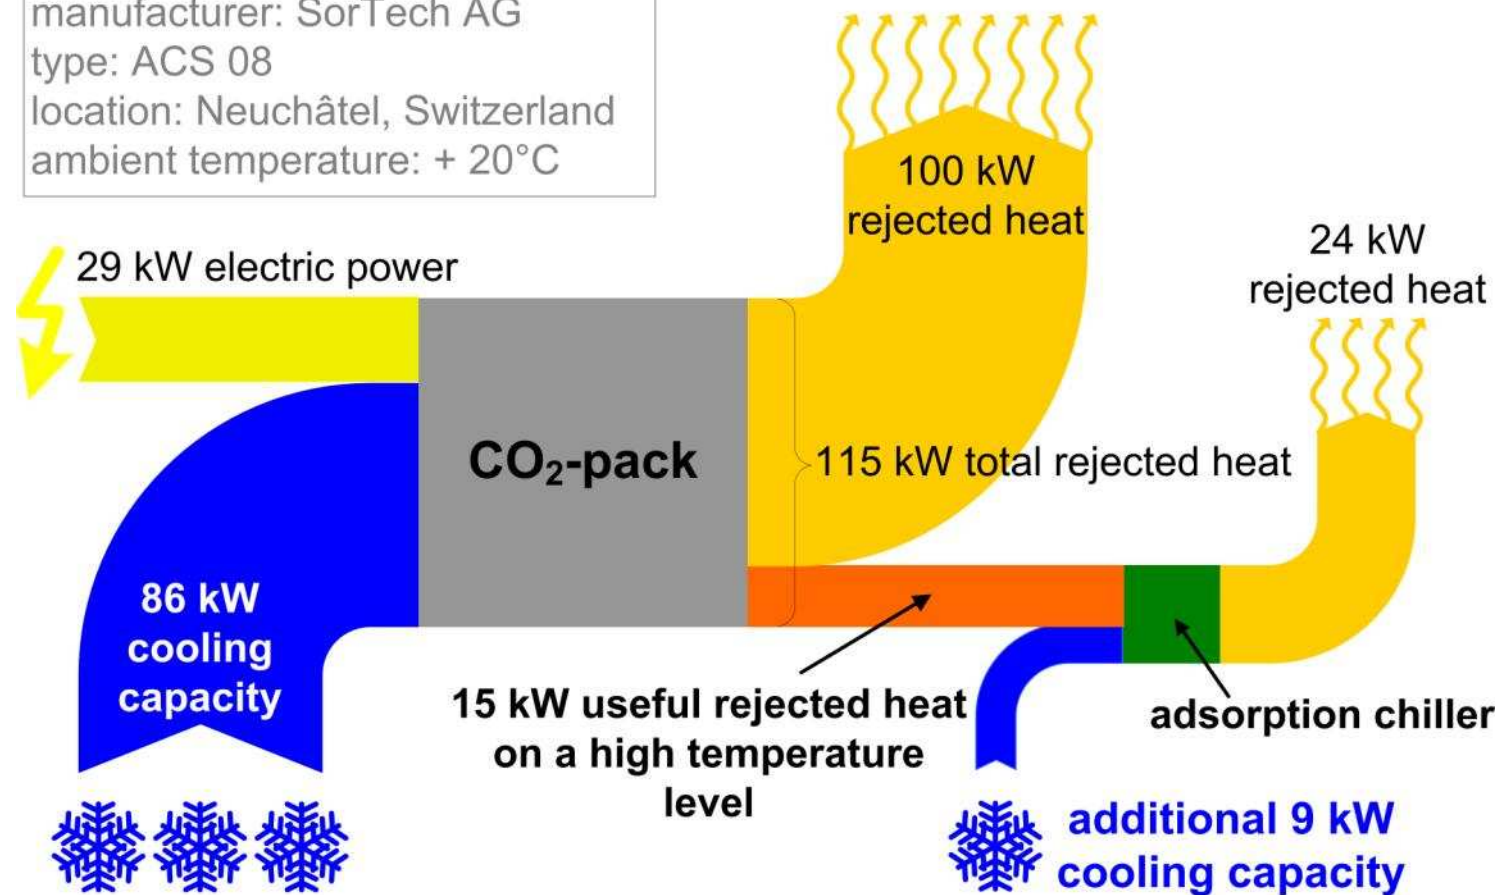 manufacturer: SorTech AG
type: ACS 08
location: Neuchâtel, Switzerland
ambient temperature: + 20°C
100 kW
rejected heat
24 kW
rejected heat
29 kW electric power
CO₂-pack
115 kW total rejected heat
86 kW
cooling
capacity
15 kW useful rejected heat
on a high temperature
level
adsorption chiller
additional 9 kW
cooling capacity